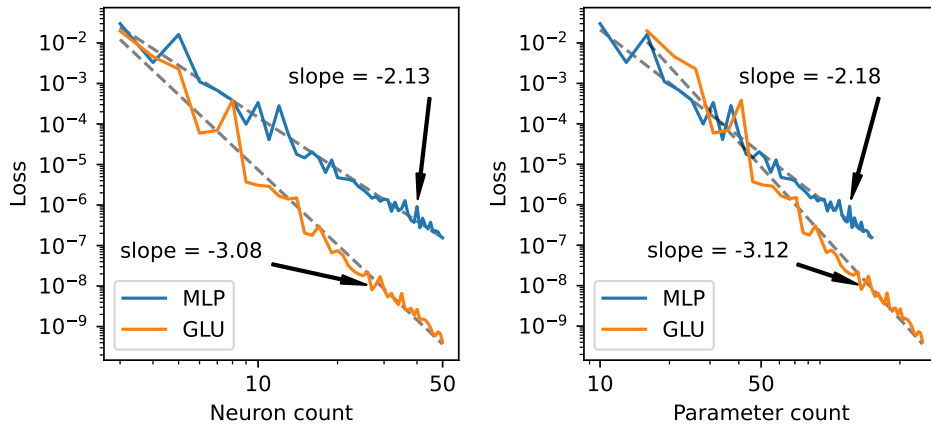 10⁻²
10⁻³
10⁻⁴
10⁻⁵
10⁻⁶
10⁻⁷
10⁻⁸
10⁻⁹
Loss
slope = -2.13
slope = -3.08
MLP
GLU
10
50
Neuron count
10⁻²
10⁻³
10⁻⁴
10⁻⁵
10⁻⁶
10⁻⁷
10⁻⁸
10⁻⁹
Loss
slope = -2.18
slope = -3.12
MLP
GLU
10
50
Parameter count